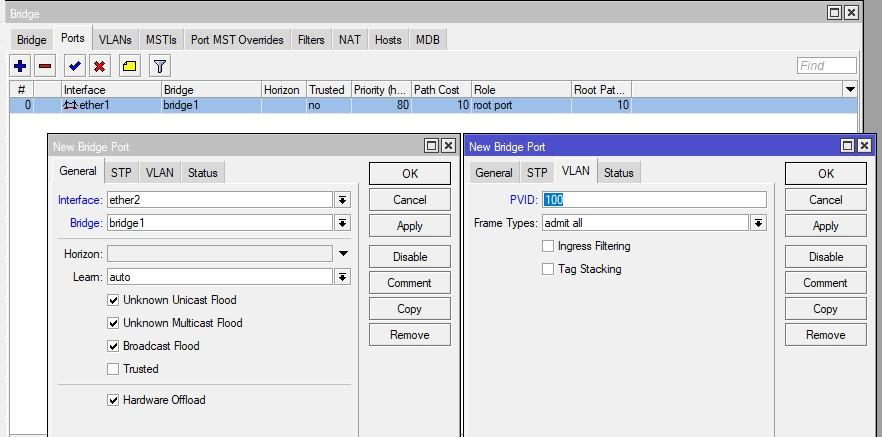 Bridge
Bridge Ports VLANs MSTIs Port MST Overrides Filters NAT Hosts MDB
Find
# Interface Bridge Horizon Trusted Priority (h... Path Cost Role Root Pat...
0 ether1 bridge1 no 80 10 root port 10
New Bridge Port
General STP VLAN Status
Interface: ether2
Bridge: bridge1
Horizon:
Learn: auto
Unknown Unicast Flood
Unknown Multicast Flood
Broadcast Flood
Trusted
Hardware Offload
OK
Cancel
Apply
Disable
Comment
Copy
Remove
New Bridge Port
General STP VLAN Status
PVID: 100
Frame Types: admit all
Ingress Filtering
Tag Stacking
OK
Cancel
Apply
Disable
Comment
Copy
Remove